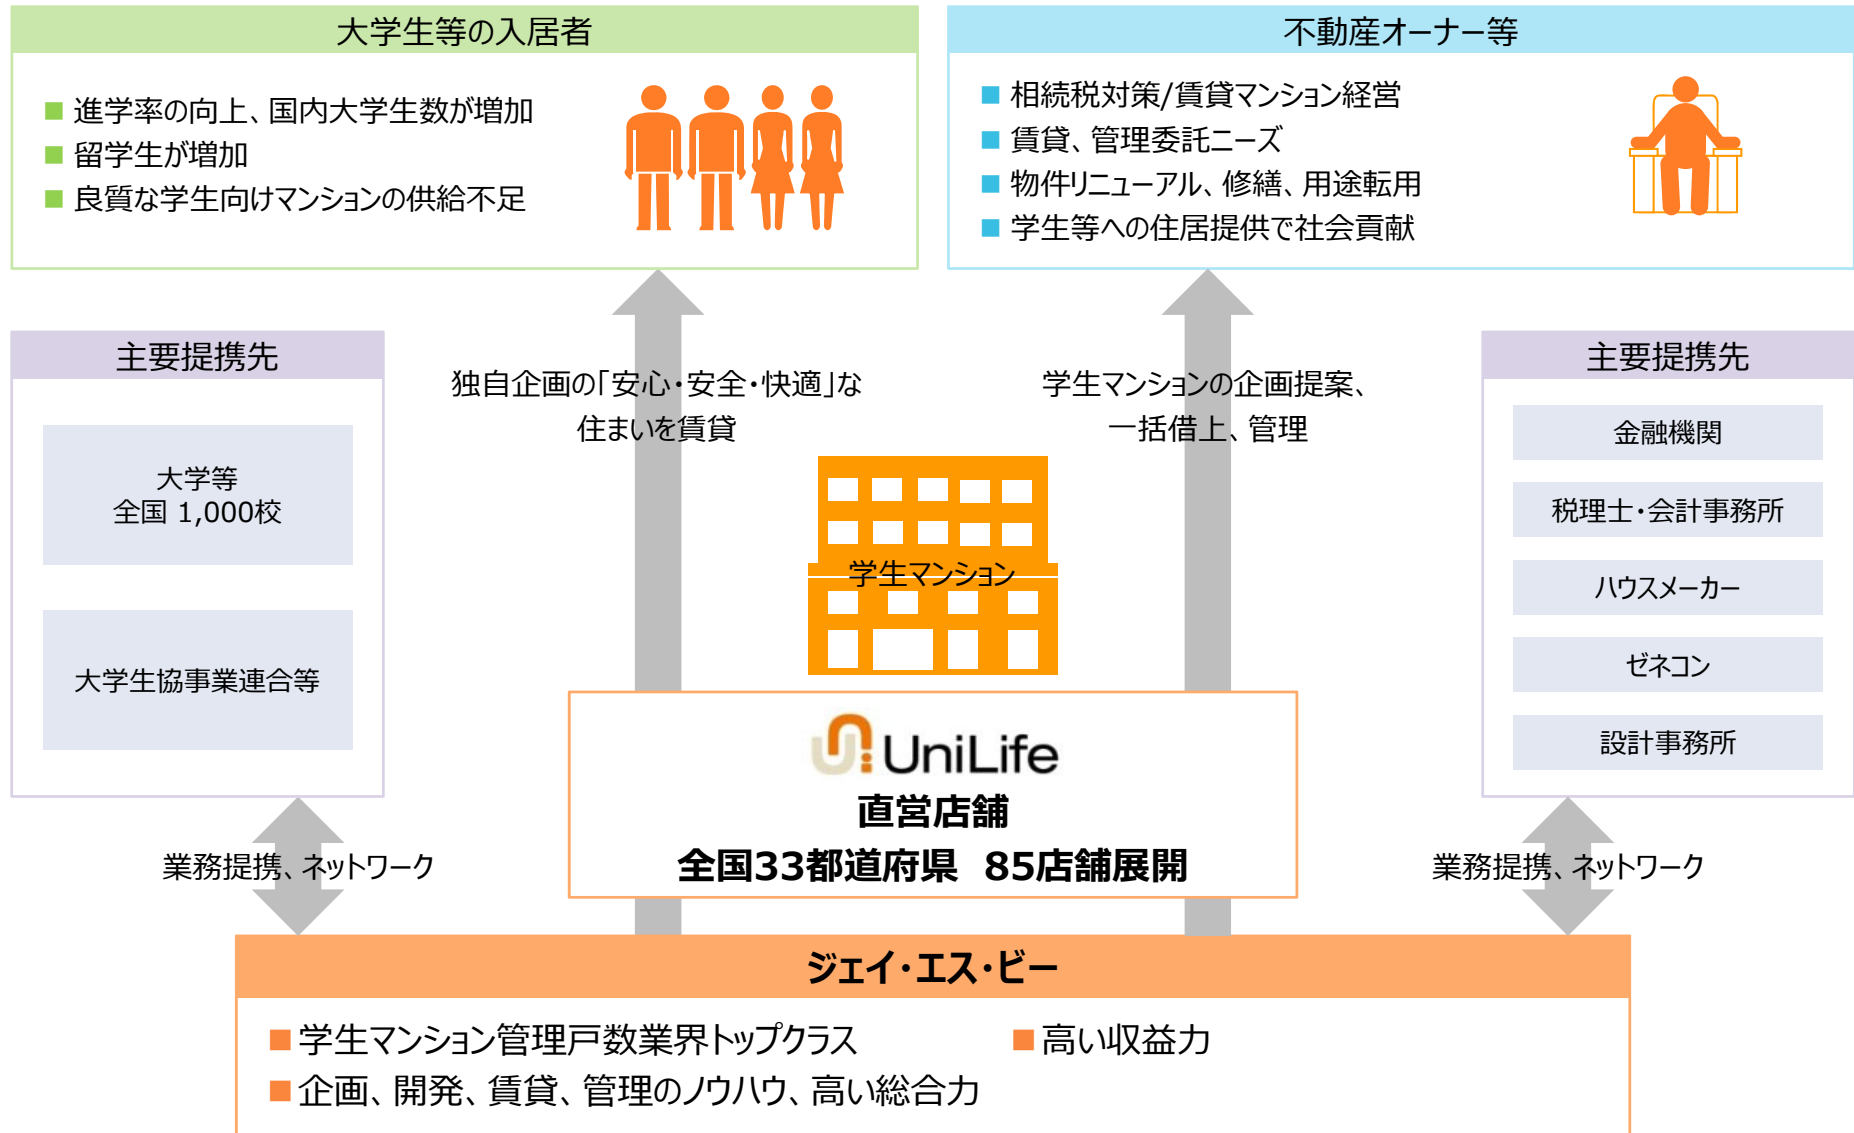 大学生等の入居者
進学率の向上、国内大学生数が増加
留学生が増加
良質な学生向けマンションの供給不足
不動産オーナー等
相続税対策/賃貸マンション経営
賃貸、管理委託ニーズ
物件リニューアル、修繕、用途転用
学生等への住居提供で社会貢献
主要提携先
大学等
全国 1,000校
大学生協事業連合等
独自企画の「安心・安全・快適」な
住まいを賃貸
学生マンションの企画提案、
一括借上、管理
学生マンション
主要提携先
金融機関
税理士・会計事務所
ハウスメーカー
ゼネコン
設計事務所
UniLife
直営店舗
全国33都道府県 85店舗展開
業務提携、ネットワーク
業務提携、ネットワーク
ジェイ・エス・ビー
学生マンション管理戸数業界トップクラス
高い収益力
企画、開発、賃貸、管理のノウハウ、高い総合力